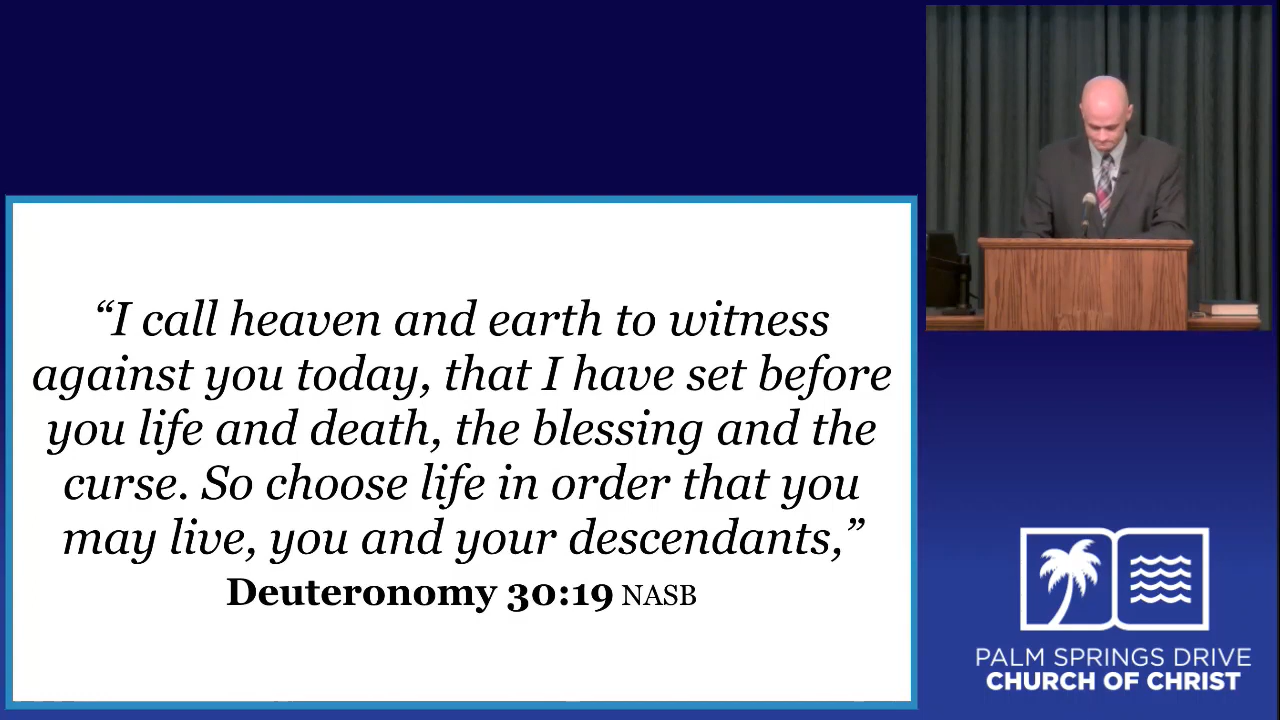 “I call heaven and earth to witness
against you today, that I have set before
you life and death, the blessing and the
curse. So choose life in order that you
may live, you and your descendants,”
Deuteronomy 30:19 NASB
PALM SPRINGS DRIVE
CHURCH OF CHRIST